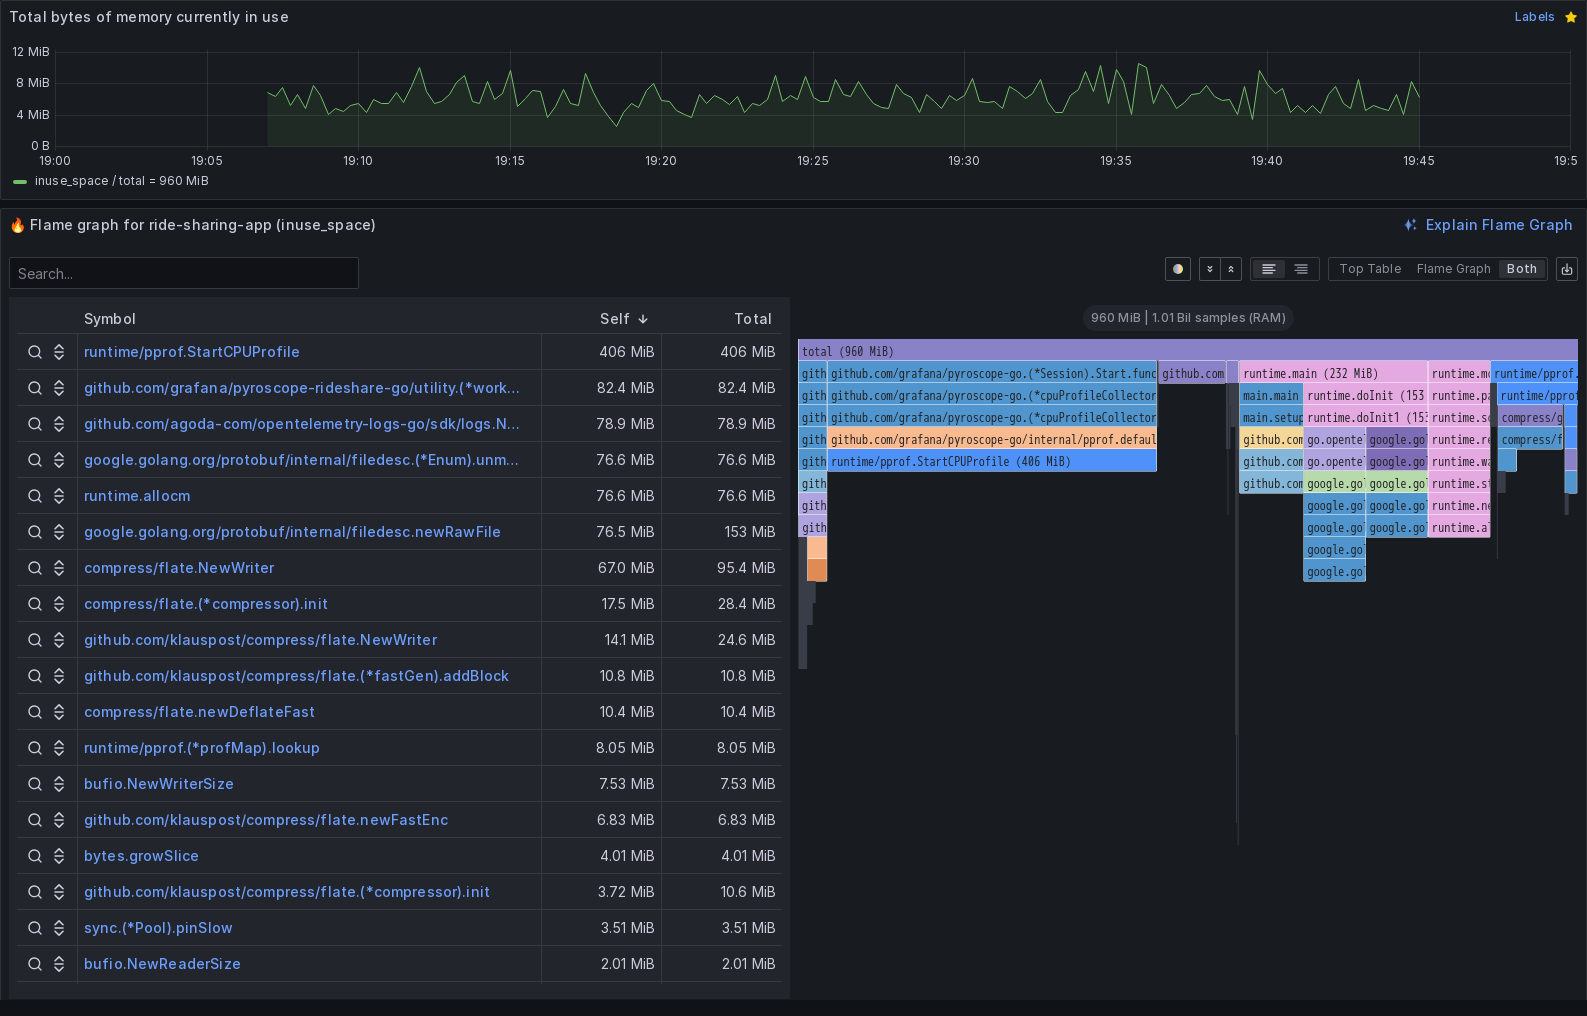 Total bytes of memory currently in use
Labels
12 MiB
8 MiB
4 MiB
0 B
19:00 19:05 19:10 19:15 19:20 19:25 19:30 19:35 19:40 19:45 19:5
inuse_space / total = 960 MiB
🔥 Flame graph for ride-sharing-app (inuse_space)
Explain Flame Graph
Search...
Top Table Flame Graph Both
Symbol Self Total
runtime/pprof.StartCPUProfile 406 MiB 406 MiB
github.com/grafana/pyroscope-rideshare-go/utility.(*work... 82.4 MiB 82.4 MiB
github.com/agoda-com/opentelemetry-logs-go/sdk/logs.N... 78.9 MiB 78.9 MiB
google.golang.org/protobuf/internal/filedesc.(*Enum).unm... 76.6 MiB 76.6 MiB
runtime.allocm 76.6 MiB 76.6 MiB
google.golang.org/protobuf/internal/filedesc.newRawFile 76.5 MiB 153 MiB
compress/flate.NewWriter 67.0 MiB 95.4 MiB
compress/flate.(*compressor).init 17.5 MiB 28.4 MiB
github.com/klauspost/compress/flate.NewWriter 14.1 MiB 24.6 MiB
github.com/klauspost/compress/flate.(*fastGen).addBlock 10.8 MiB 10.8 MiB
compress/flate.newDeflateFast 10.4 MiB 10.4 MiB
runtime/pprof.(*profMap).lookup 8.05 MiB 8.05 MiB
bufio.NewWriterSize 7.53 MiB 7.53 MiB
github.com/klauspost/compress/flate.newFastEnc 6.83 MiB 6.83 MiB
bytes.growSlice 4.01 MiB 4.01 MiB
github.com/klauspost/compress/flate.(*compressor).init 3.72 MiB 10.6 MiB
sync.(*Pool).pinSlow 3.51 MiB 3.51 MiB
bufio.NewReaderSize 2.01 MiB 2.01 MiB
960 MiB | 1.01 Bil samples (RAM)
total (960 MiB)
gith github.com/grafana/pyroscope-go.(*Session).Start.func github.com runtime.main (232 MiB) runtime.mc runtime/pprof.
gith github.com/grafana/pyroscope-go.(*cpuProfileCollector main.main runtime.doInit (153 runtime.pa runtime/pprof
gith github.com/grafana/pyroscope-go.(*cpuProfileCollector main.setup runtime.doInit1 (153 runtime.sc compress/g
gith github.com/grafana/pyroscope-go/internal/pprof.defaul github.com go.opente google.go runtime.re compress/f
gith runtime/pprof.StartCPUProfile (406 MiB) github.com go.opente google.go runtime.wa
gith github.com google.go google.go runtime.st
gith google.go google.go runtime.ne
gith google.go google.go runtime.a
google.go
google.go